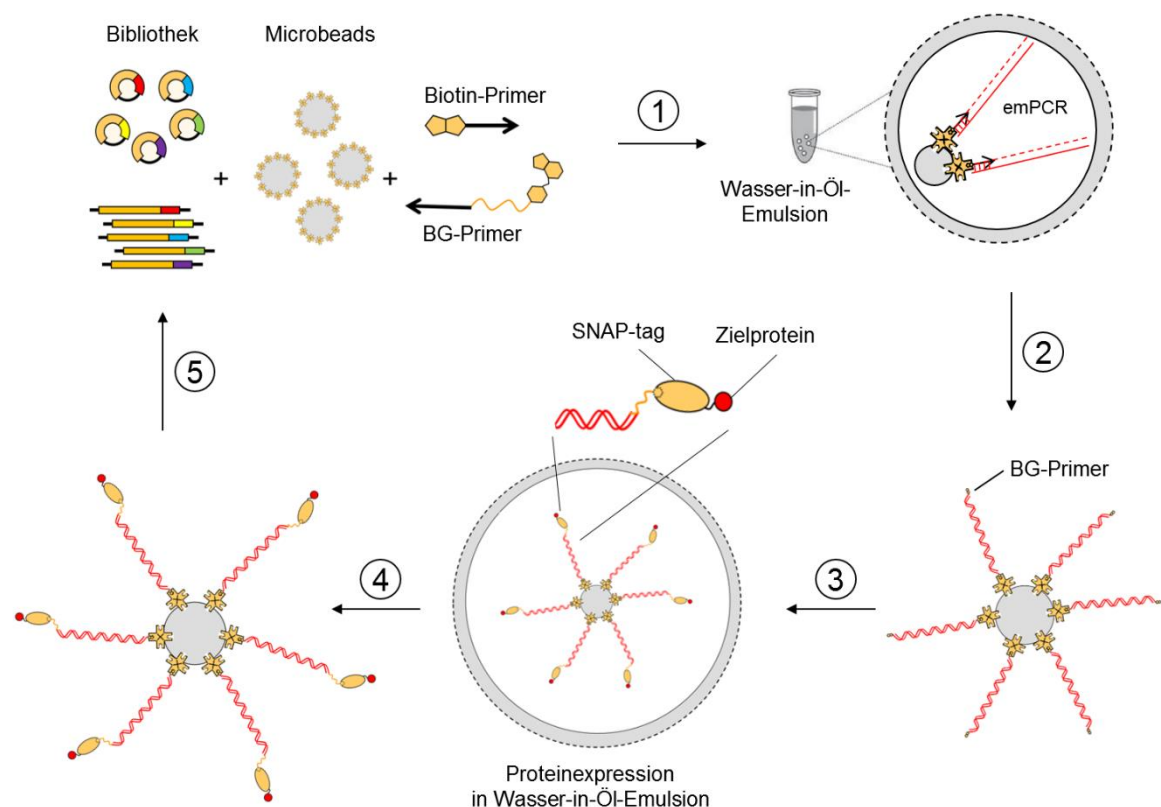 Bibliothek
Microbeads
Biotin-Primer
+
+
BG-Primer
1
Wasser-in-Öl-
Emulsion
emPCR
2
SNAP-tag
Zielprotein
5
BG-Primer
4
3
Proteinexpression
in Wasser-in-Öl-Emulsion